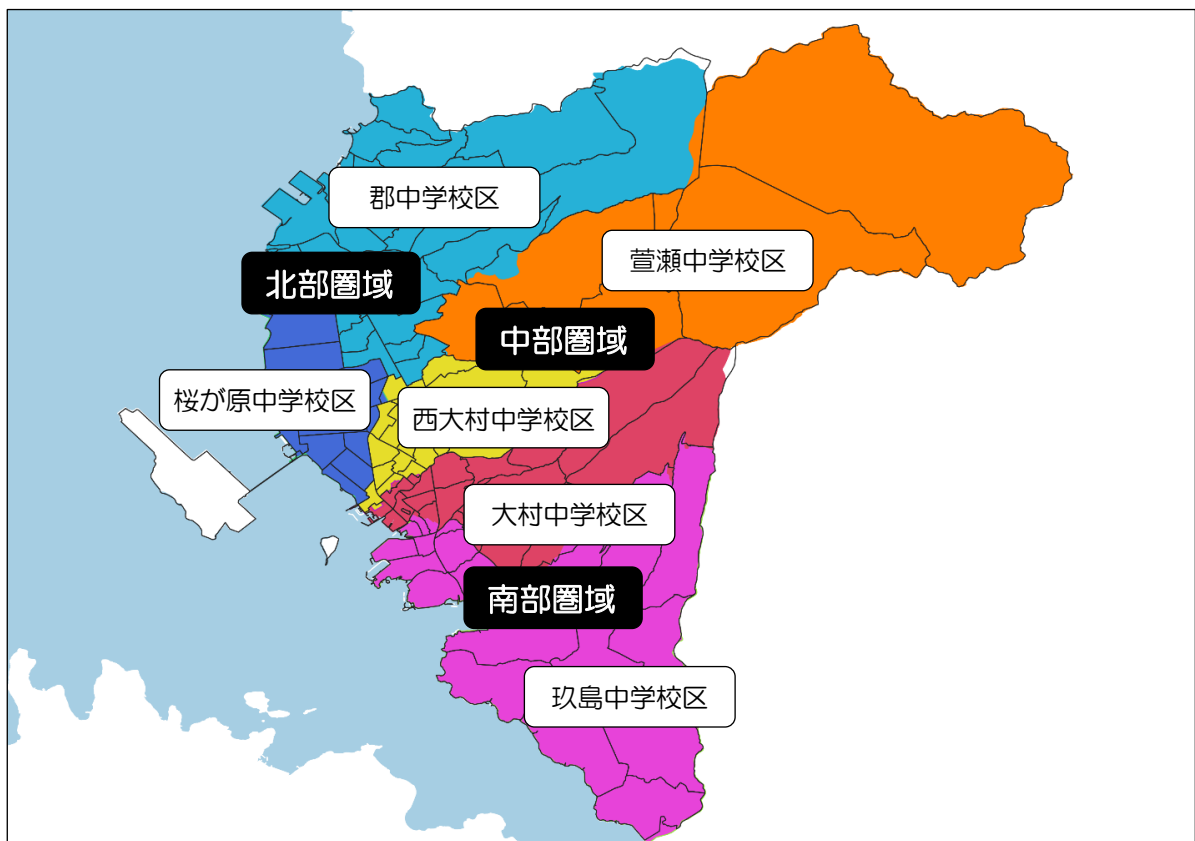 郡中学校区
萱瀬中学校区
北部圏域
中部圏域
桜が原中学校区
西大村中学校区
大村中学校区
南部圏域
玖島中学校区